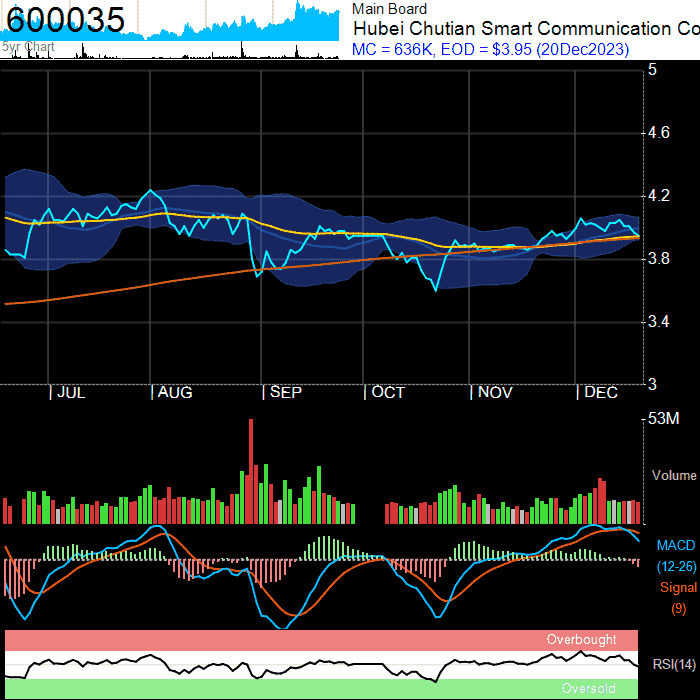 600035
5yr Chart
Main Board
Hubei Chutian Smart Communication Co
MC = 636K, EOD = $3.95 (20Dec2023)
5
4.6
4.2
3.8
3.4
3
| JUL | AUG | SEP | OCT | NOV | DEC
53M
Volume
MACD
(12-26)
Signal
(9)
Overbought
RSI(14)
Oversold